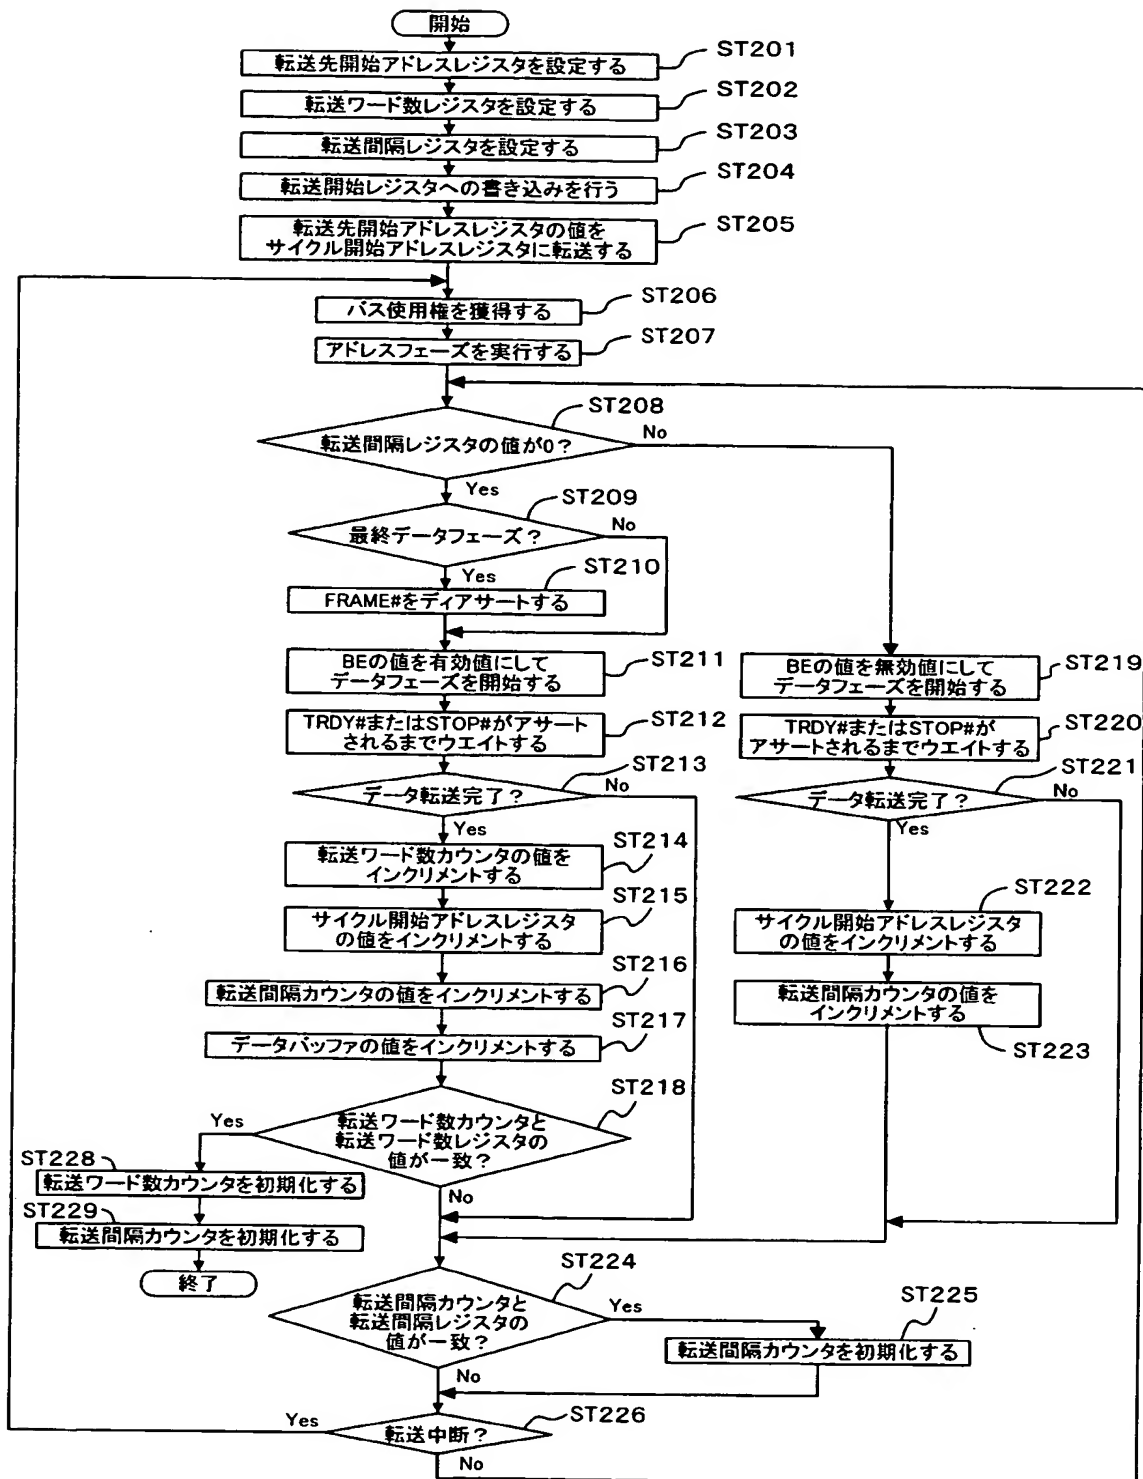 開始
ST201
転送先開始アドレスレジスタを設定する
ST202
転送ワード数レジスタを設定する
ST203
転送間隔レジスタを設定する
ST204
転送開始レジスタへの書き込みを行う
ST205
転送先開始アドレスレジスタの値を
サイクル開始アドレスレジスタに転送する
ST206
バス使用権を獲得する
ST207
アドレスフェーズを実行する
ST208
転送間隔レジスタの値が0?
No
Yes
ST209
最終データフェーズ?
No
Yes
ST210
FRAME#をディアサートする
ST211
BEの値を有効値にして
データフェーズを開始する
ST219
BEの値を無効値にして
データフェーズを開始する
ST212
TRDY#またはSTOP#がアサート
されるまでウエイトする
ST220
TRDY#またはSTOP#が
アサートされるまでウエイトする
ST213
データ転送完了?
No
Yes
ST221
データ転送完了?
No
Yes
ST214
転送ワード数カウンタの値を
インクリメントする
ST215
サイクル開始アドレスレジスタ
の値をインクリメントする
ST222
サイクル開始アドレスレジスタ
の値をインクリメントする
ST216
転送間隔カウンタの値をインクリメントする
転送間隔カウンタの値を
インクリメントする
ST223
ST217
データバッファの値をインクリメントする
ST218
転送ワード数カウンタと
転送ワード数レジスタの
値が一致?
Yes
No
ST228
転送ワード数カウンタを初期化する
ST229
転送間隔カウンタを初期化する
終了
ST224
転送間隔カウンタと
転送間隔レジスタの
値が一致?
Yes
No
ST225
転送間隔カウンタを初期化する
ST226
転送中断?
Yes
No